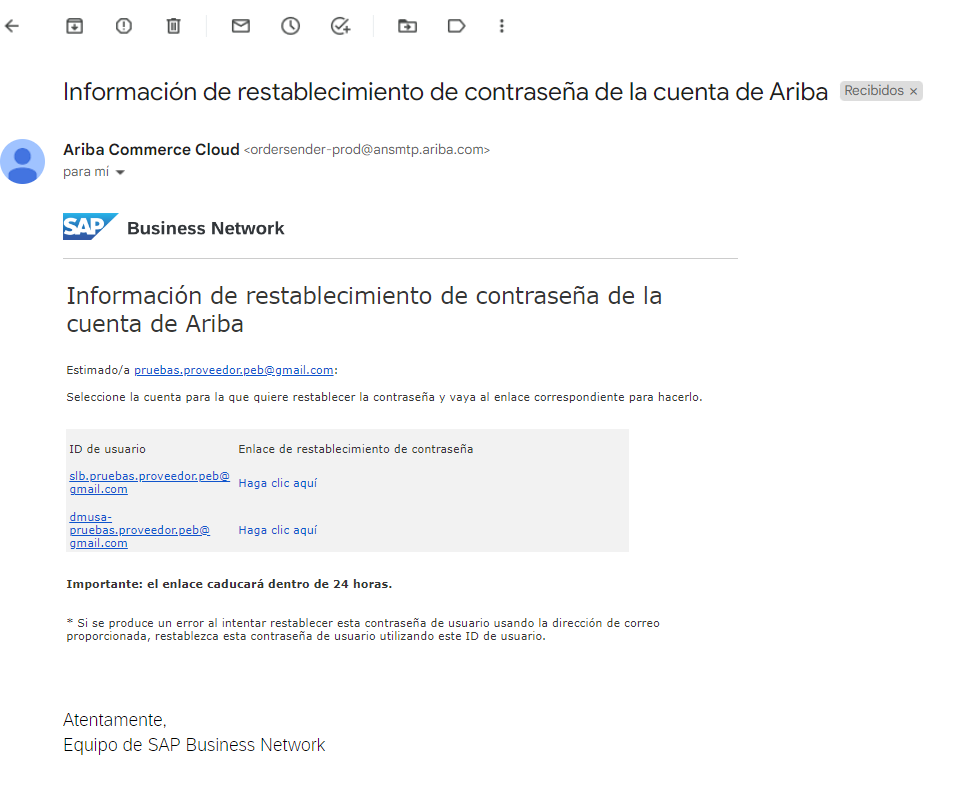 Información de restablecimiento de contraseña de la cuenta de Ariba Recibidos ×
Ariba Commerce Cloud <ordersender-prod@ansmtp.ariba.com>
para mí
SAP Business Network
Información de restablecimiento de contraseña de la
cuenta de Ariba
Estimado/a pruebas.proveedor.peb@gmail.com:
Seleccione la cuenta para la que quiere restablecer la contraseña y vaya al enlace correspondiente para hacerlo.
ID de usuario Enlace de restablecimiento de contraseña
slb.pruebas.proveedor.peb@
gmail.com
Haga clic aquí
dmusa-
pruebas.proveedor.peb@
gmail.com
Haga clic aquí
Importante: el enlace caducará dentro de 24 horas.
* Si se produce un error al intentar restablecer esta contraseña de usuario usando la dirección de correo
proporcionada, restablezca esta contraseña de usuario utilizando este ID de usuario.
Atentamente,
Equipo de SAP Business Network